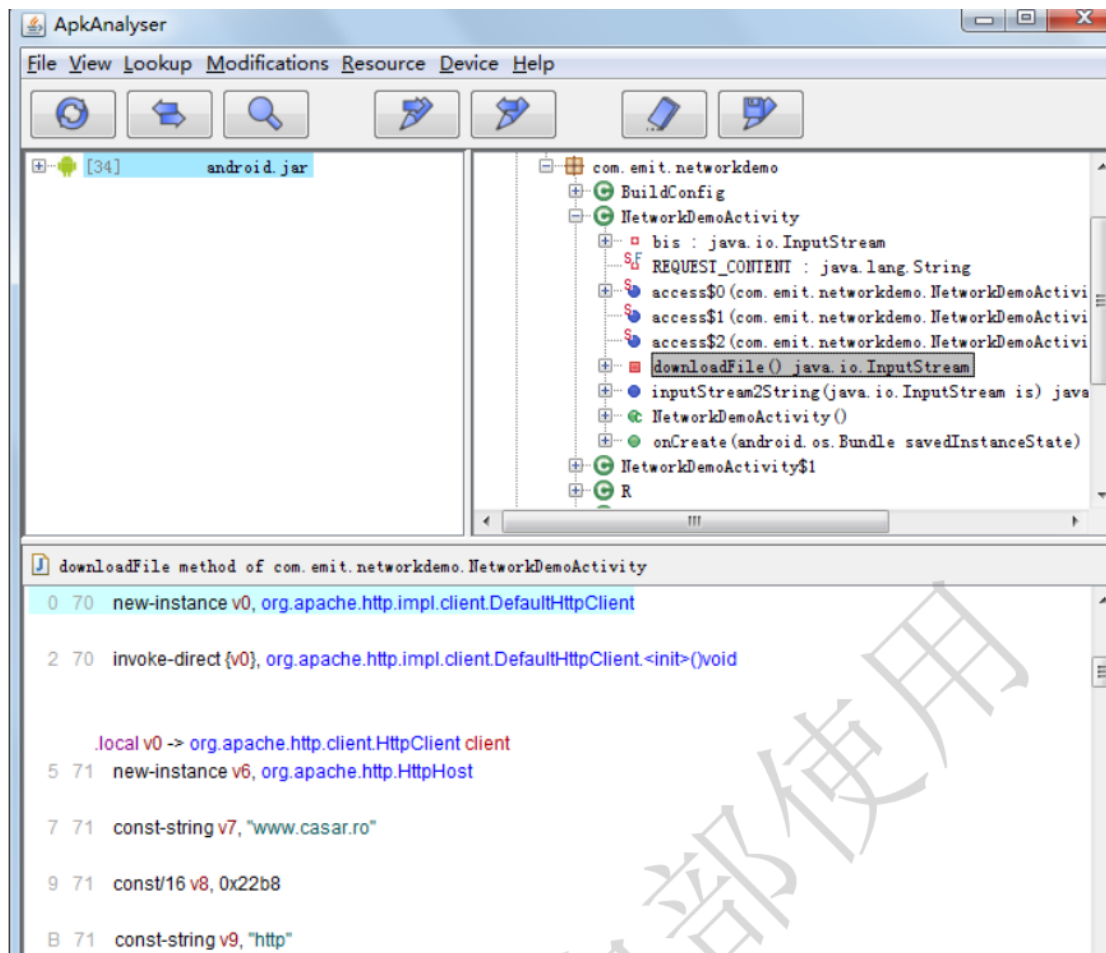 ApkAnalyser
File View Lookup Modifications Resource Device Help
[34] android.jar
com.emit.networkdemo
BuildConfig
NetworkDemoActivity
bis : java.io.InputStream
REQUEST_CONTENT : java.lang.String
access$0(com.emit.networkdemo.NetworkDemoActivi
access$1(com.emit.networkdemo.NetworkDemoActivi
access$2(com.emit.networkdemo.NetworkDemoActivi
downloadFile() java.io.InputStream
inputStream2String(java.io.InputStream is) java
NetworkDemoActivity()
onCreate(android.os.Bundle savedInstanceState)
NetworkDemoActivity$1
R
downloadFile method of com.emit.networkdemo.NetworkDemoActivity
0 70 new-instance v0, org.apache.http.impl.client.DefaultHttpClient
2 70 invoke-direct {v0}, org.apache.http.impl.client.DefaultHttpClient.<init>()void
.local v0 -> org.apache.http.client.HttpClient client
5 71 new-instance v6, org.apache.http.HttpHost
7 71 const-string v7, "www.casar.ro"
9 71 const/16 v8, 0x22b8
B 71 const-string v9, "http"
部使用